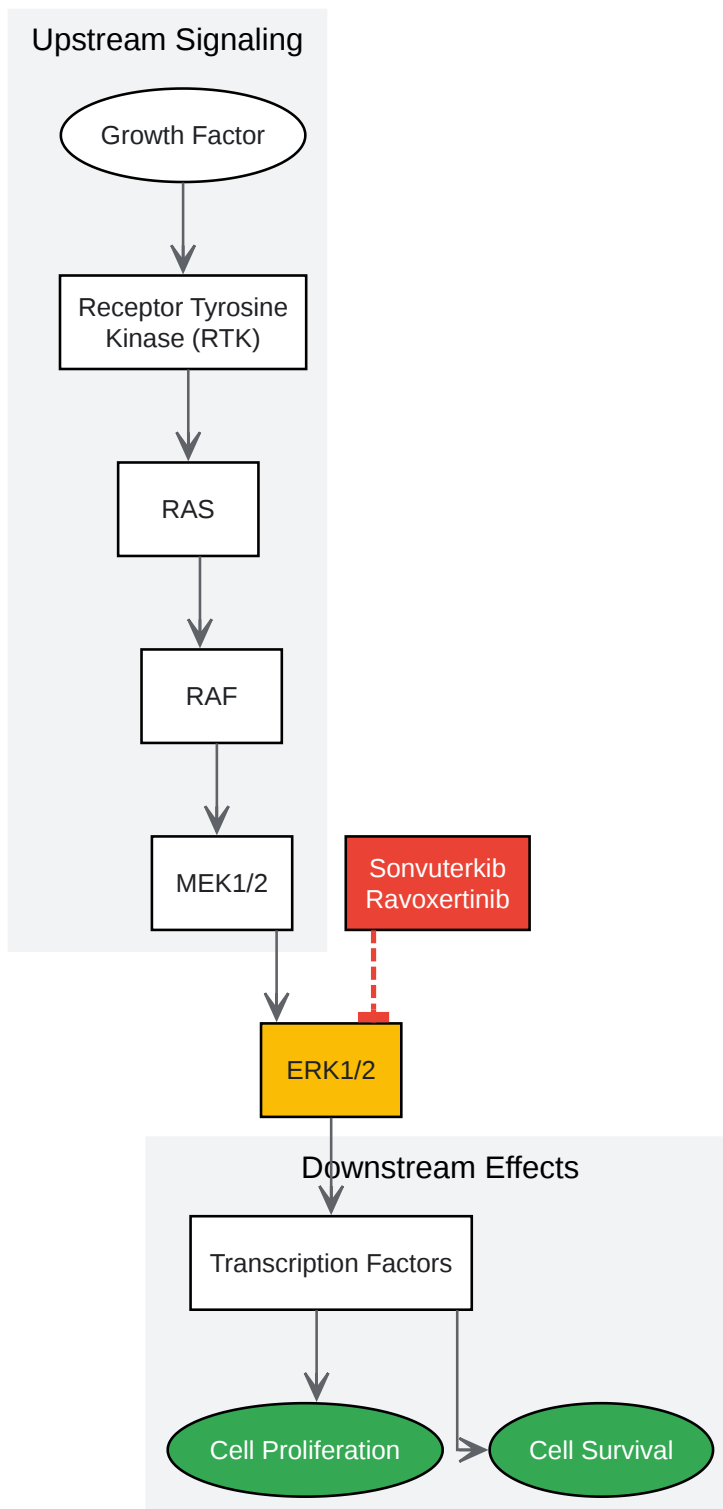 Upstream Signaling
Growth Factor
Receptor Tyrosine
Kinase (RTK)
RAS
RAF
MEK1/2
Sonvuterkib
Ravoxertinib
ERK1/2
Downstream Effects
Transcription Factors
Cell Proliferation
Cell Survival